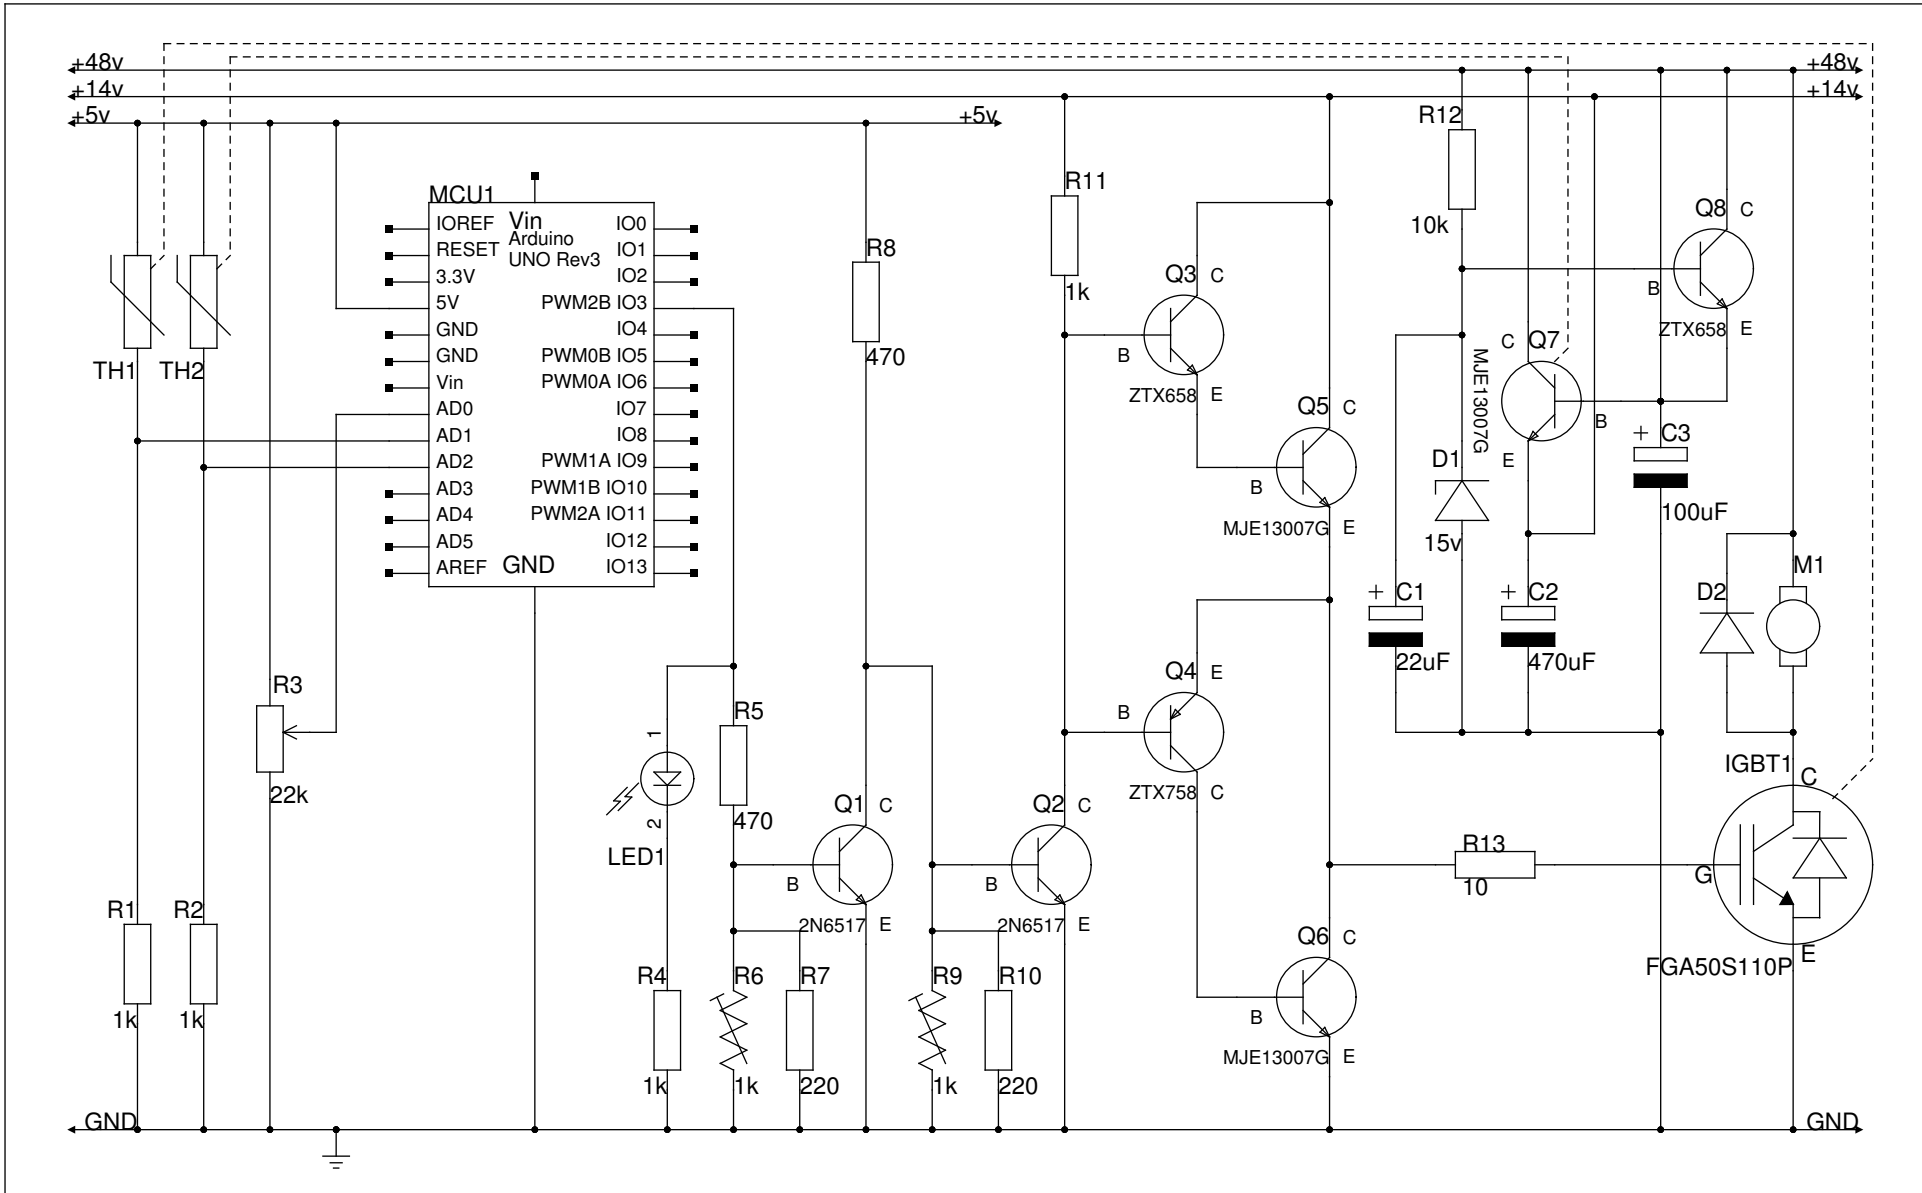 +48v
+48v
+14v
+14v
+5v
+5v
MCU1
Vin
Arduino
UNO Rev3
IOREF
RESET
3.3V
5V
GND
GND
Vin
AD0
AD1
AD2
AD3
AD4
AD5
AREF
GND
IO0
IO1
IO2
PWM2B IO3
IO4
PWM0B IO5
PWM0A IO6
IO7
IO8
PWM1A IO9
PWM1B IO10
PWM2A IO11
IO12
IO13
TH1
TH2
R3
22k
R1
1k
R2
1k
R8
470
R5
470
1
2
LED1
R4
1k
R6
1k
R7
220
Q1
C
B
E
2N6517
R9
1k
R10
220
Q2
C
B
E
2N6517
R11
1k
Q3
C
B
E
ZTX658
Q5
C
B
E
MJE13007G
Q4
E
B
C
ZTX758
Q6
C
B
E
MJE13007G
R12
10k
Q8
C
B
E
ZTX658
C
Q7
B
E
MJE13007G
D1
15v
+ C1
22uF
+ C2
470uF
+ C3
100uF
D2
M1
IGBT1
C
G
E
FGA50S110P
R13
10
GND
GND